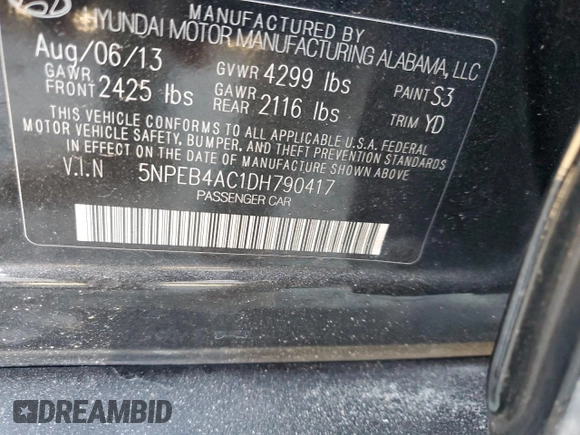 MANUFACTURED BY
HYUNDAI MOTOR MANUFACTURING ALABAMA, LLC
Aug/06/13 GVWR 4299 lbs PAINT S3
GAWR FRONT 2425 lbs GAWR REAR 2116 lbs TRIM YD
THIS VEHICLE CONFORMS TO ALL APPLICABLE U.S.A. FEDERAL
MOTOR VEHICLE SAFETY, BUMPER, AND THEFT PREVENTION STANDARDS
IN EFFECT ON THE DATE OF MANUFACTURE SHOWN ABOVE.
V.I.N 5NPEB4AC1DH790417
PASSENGER CAR
DREAMBID